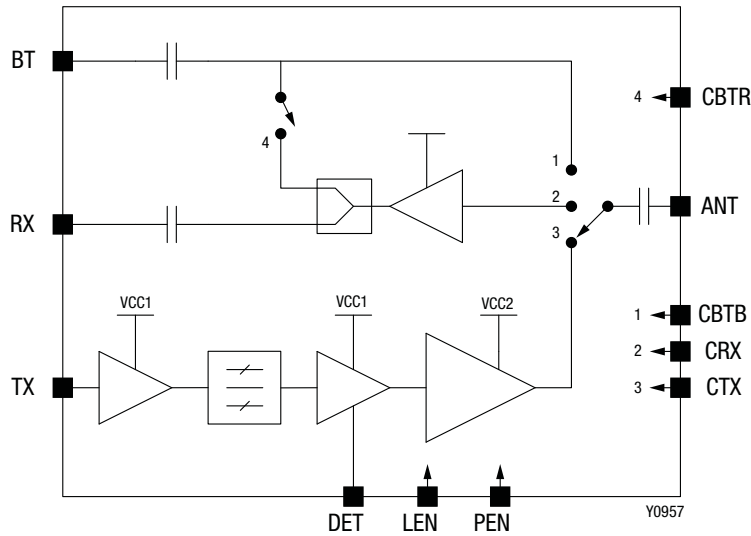 BT
4
CBTR
4
1
RX
2
ANT
3
VCC1
VCC1
VCC2
1
CBTB
2
CRX
TX
3
CTX
DET
LEN
PEN
Y0957